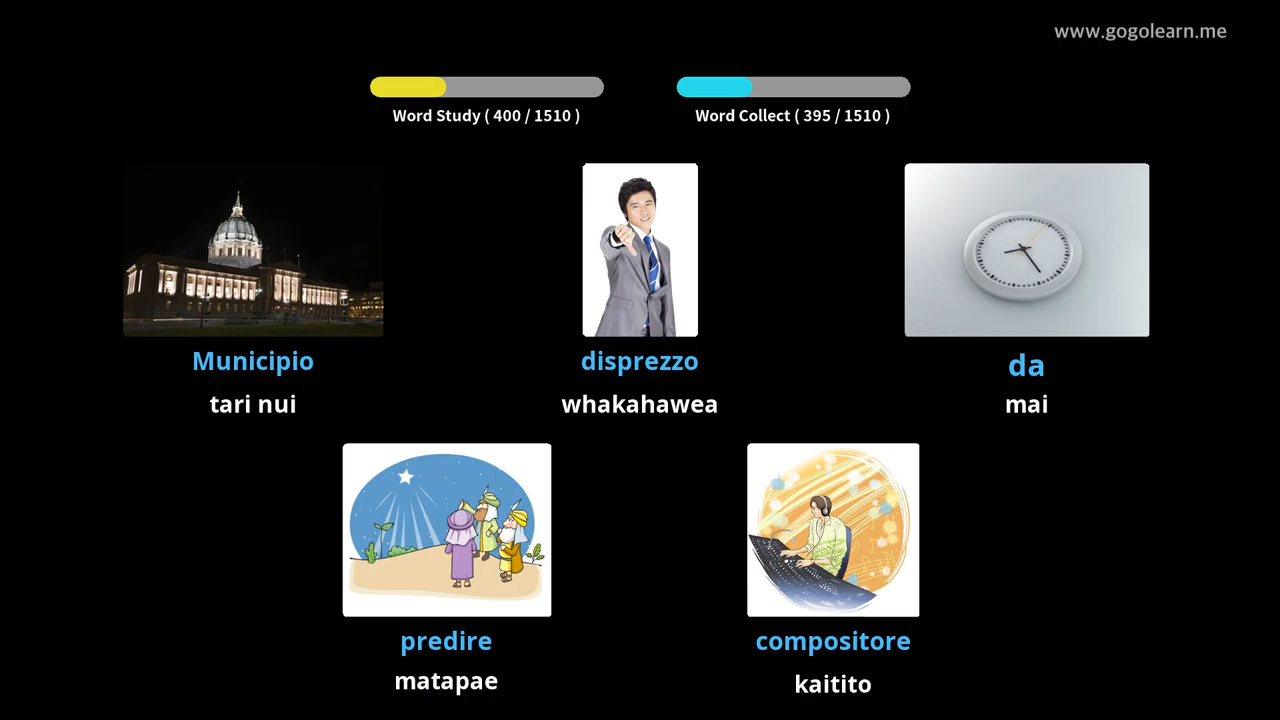 www.gogolearn.me
Word Study ( 400 / 1510 )
Word Collect ( 395 / 1510 )
Municipio
tari nui
disprezzo
whakahawea
da
mai
predire
matapae
compositore
kaitito